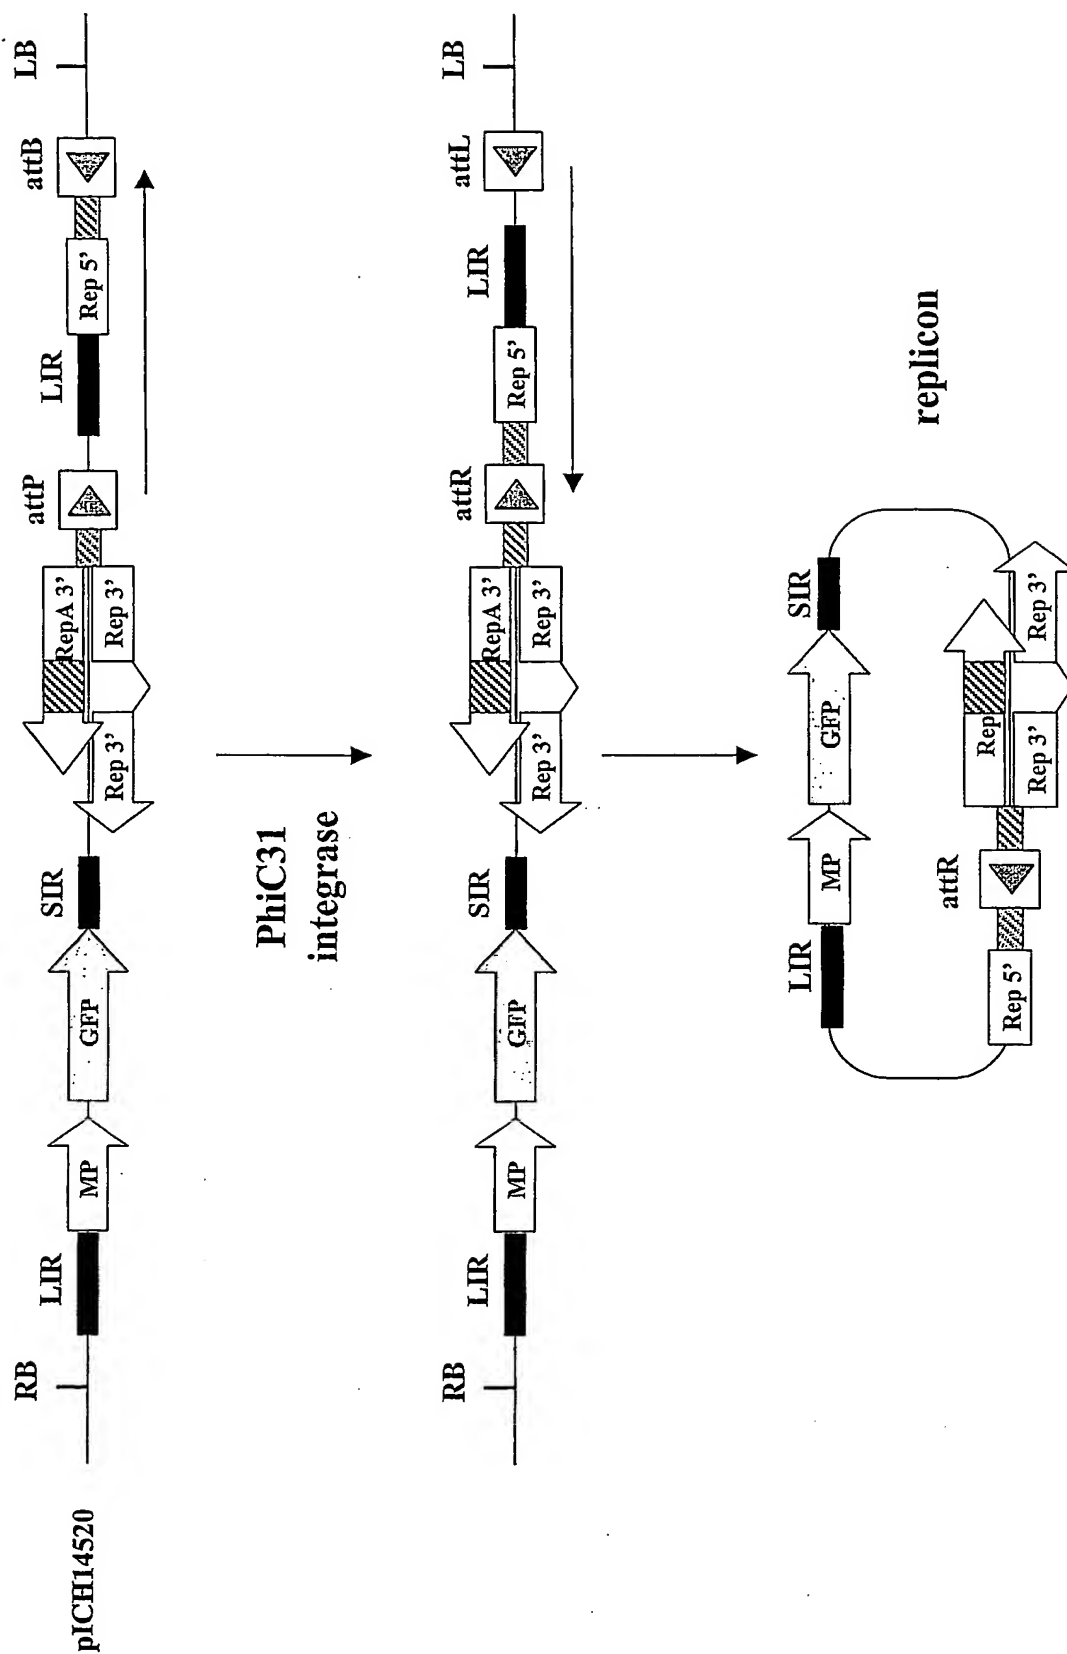 pICH14520
RB
LIR
MP
GFP
SIR
Rep 3’
RepA 3’
Rep 3’
attP
LIR
Rep 5’
attB
LB
PhiC31
integrase
RB
LIR
MP
GFP
SIR
Rep 3’
RepA 3’
Rep 3’
attR
Rep 5’
LIR
attL
LB
LIR
MP
GFP
SIR
Rep 5’
attR
Rep
Rep 3’
Rep 3’
replicon